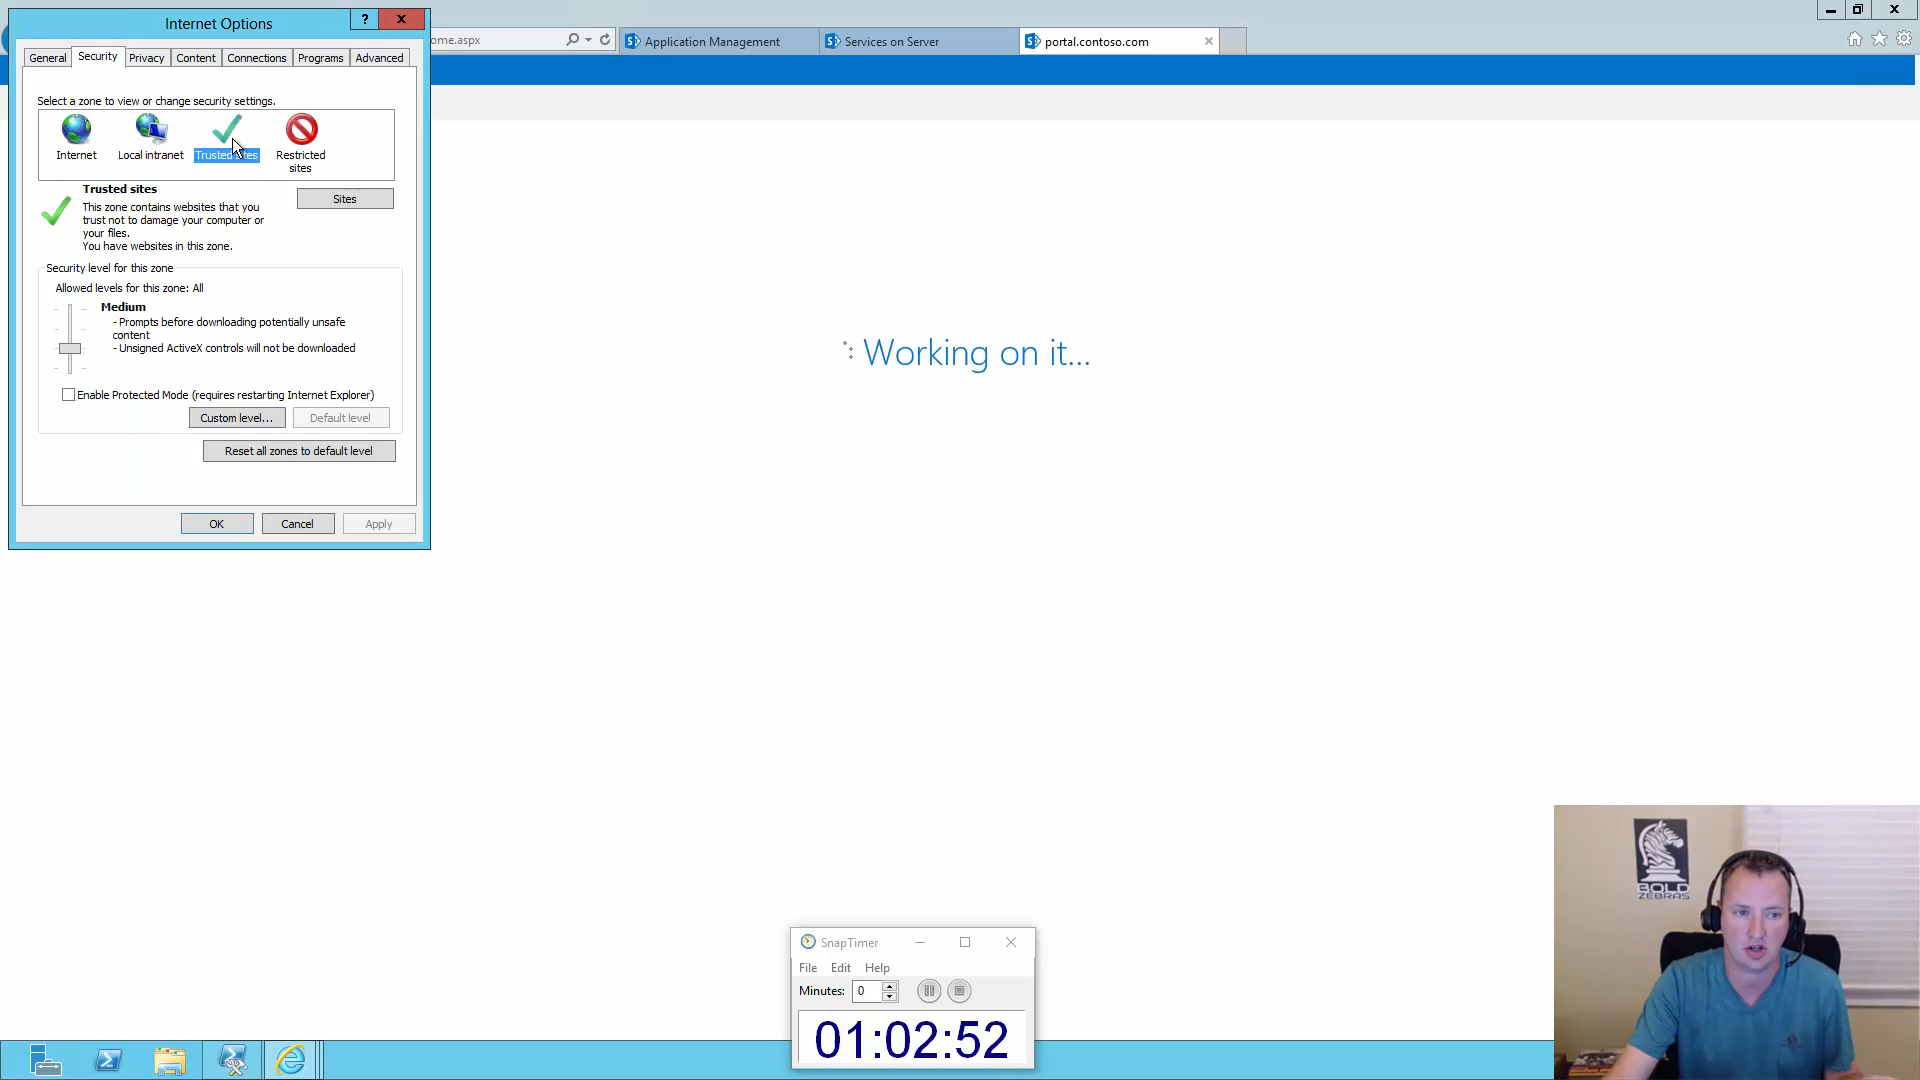 Internet Options
?
ome.aspx
Application Management
Services on Server
portal.contoso.com
General
Security
Privacy
Content
Connections
Programs
Advanced
Select a zone to view or change security settings.
Internet
Local intranet
Trusted sites
Restricted
sites
Trusted sites
Sites
This zone contains websites that you
trust not to damage your computer or
your files.
You have websites in this zone.
Security level for this zone
Allowed levels for this zone: All
Medium
- Prompts before downloading potentially unsafe
content
- Unsigned ActiveX controls will not be downloaded
Enable Protected Mode (requires restarting Internet Explorer)
Custom level...
Default level
Reset all zones to default level
OK
Cancel
Apply
Working on it...
SnapTimer
File
Edit
Help
Minutes:
0
01:02:52
BOLD
ZEBRAS